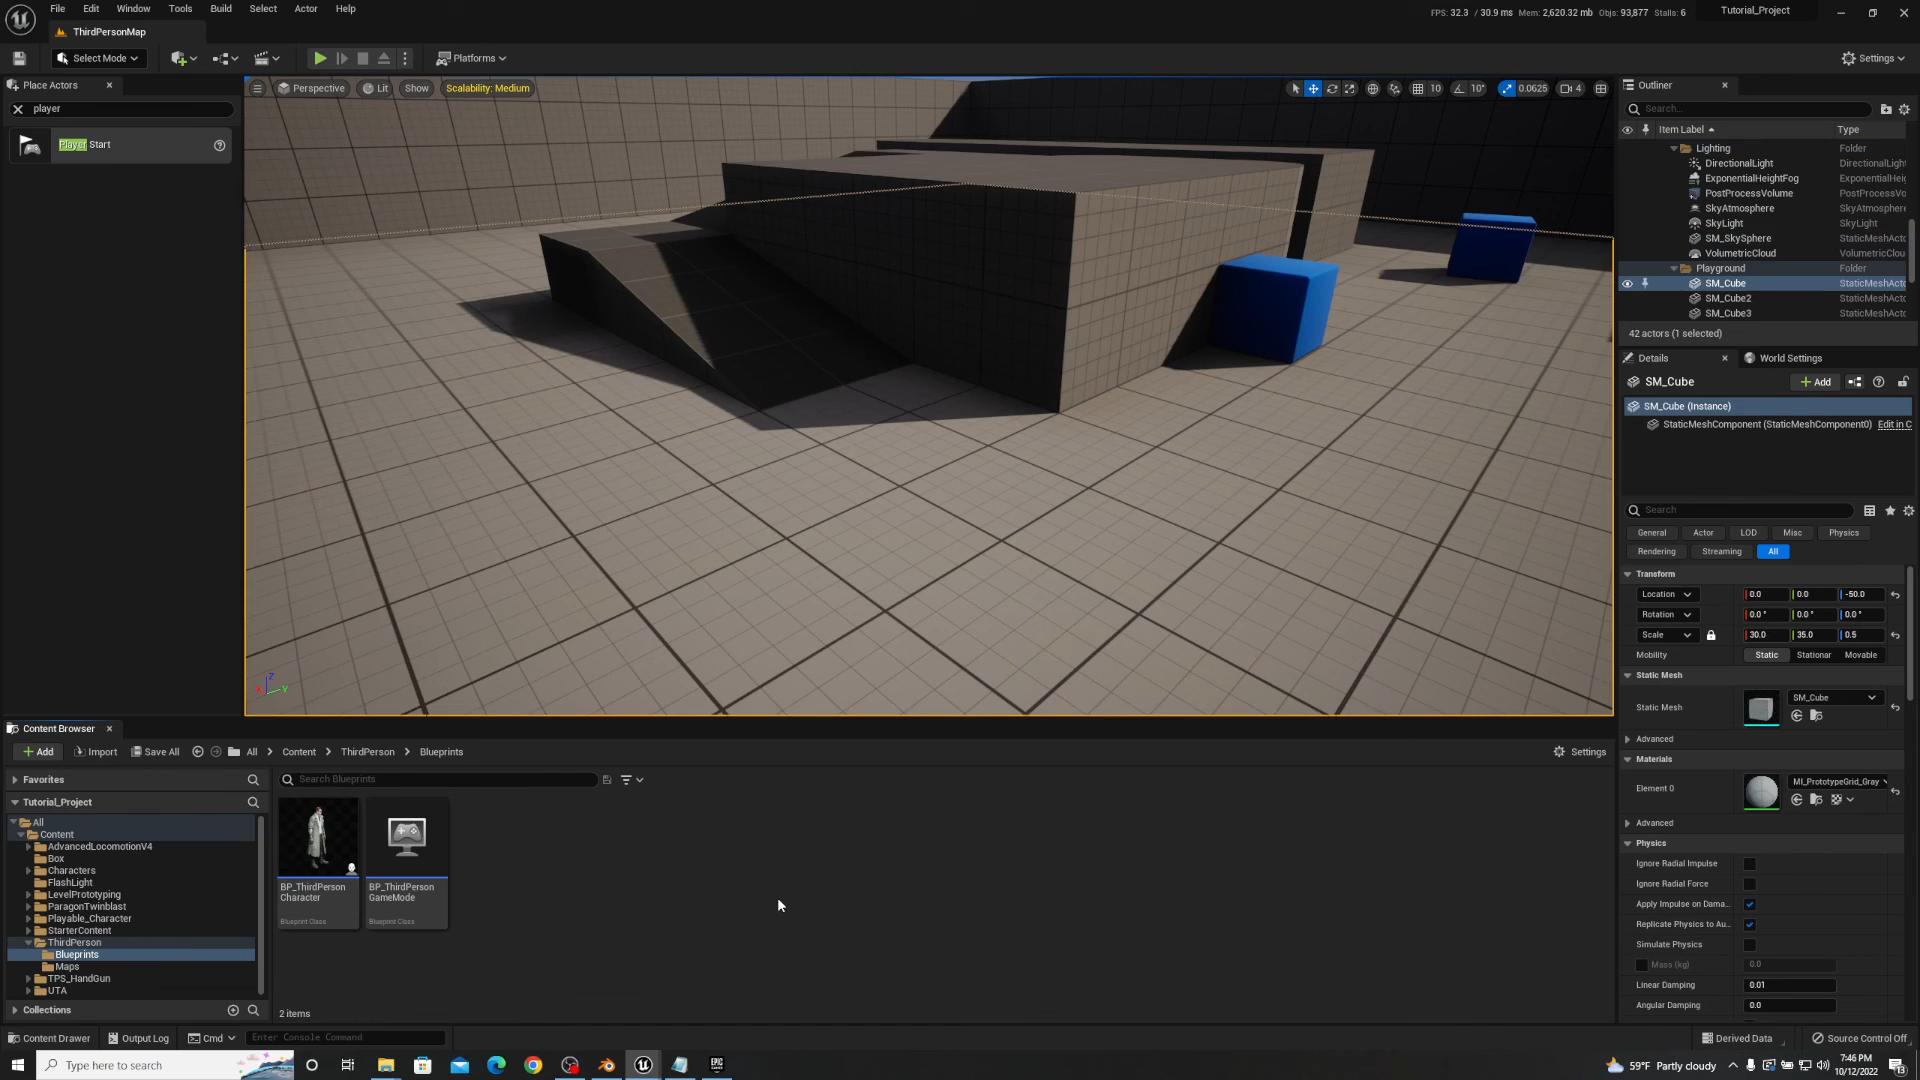 File Edit Window Tools Build Select Actor Help
FPS: 32.3 / 30.9 ms Mem: 2,620.32 mb Objs: 93,877 Stalls: 6
Tutorial_Project
ThirdPersonMap
Select Mode
Platforms
Settings
Place Actors
player
Player Start
Perspective Lit Show Scalability: Medium
10 10° 0.0625 4
Outliner
Search...
Item Label Type
Lighting Folder
DirectionalLight DirectionalLigh
ExponentialHeightFog ExponentialHei
PostProcessVolume PostProcessVo
SkyAtmosphere SkyAtmosphere
SkyLight SkyLight
SM_SkySphere StaticMeshActo
VolumetricCloud VolumetricClou
Playground Folder
SM_Cube StaticMeshActo
SM_Cube2 StaticMeshActo
SM_Cube3 StaticMeshActo
42 actors (1 selected)
Details World Settings
SM_Cube Add
SM_Cube (Instance)
StaticMeshComponent (StaticMeshComponent0) Edit in C
Search
General Actor LOD Misc Physics
Rendering Streaming All
Transform
Location 0.0 0.0 -50.0
Rotation 0.0 ° 0.0 ° 0.0 °
Scale 30.0 35.0 0.5
Mobility Static Stationar Movable
Static Mesh
Static Mesh SM_Cube
Advanced
Materials
Element 0 MI_PrototypeGrid_Gray
Advanced
Physics
Ignore Radial Impulse
Ignore Radial Force
Apply Impulse on Dama...
Replicate Physics to Au...
Simulate Physics
Mass (kg) 0.0
Linear Damping 0.01
Angular Damping 0.0
Z
X Y
Content Browser
Add Import Save All All Content ThirdPerson Blueprints
Settings
Favorites
Search Blueprints
Tutorial_Project
All
Content
AdvancedLocomotionV4
Box
Characters
FlashLight
LevelPrototyping
ParagonTwinblast
Playable_Character
StarterContent
ThirdPerson
Blueprints
Maps
TPS_HandGun
UTA
Collections
BP_ThirdPerson
Character
Blueprint Class
BP_ThirdPerson
GameMode
Blueprint Class
2 items
Content Drawer Output Log Cmd Enter Console Command
Derived Data Source Control Off
Type here to search
EPIC
GAMES
59°F Partly cloudy
7:46 PM
10/12/2022
13